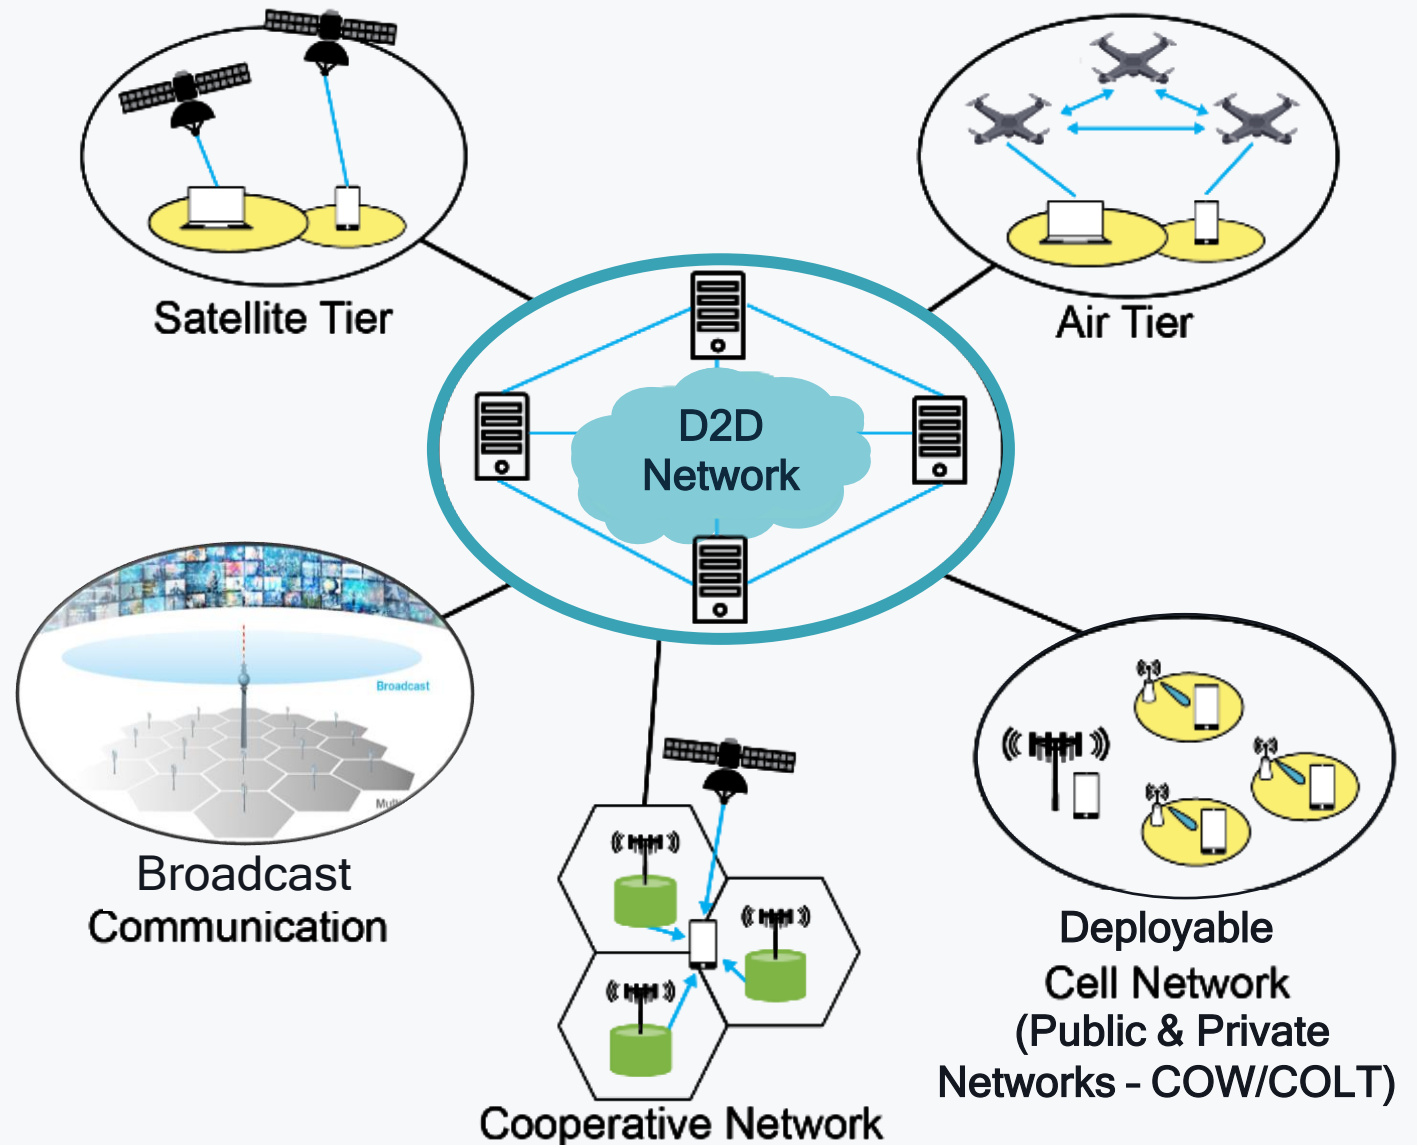 Satellite Tier
Air Tier
D2D
Network
Broadcast
Broadcast
Communication
Deployable
Cell Network
(Public & Private
Networks – COW/COLT)
Cooperative Network